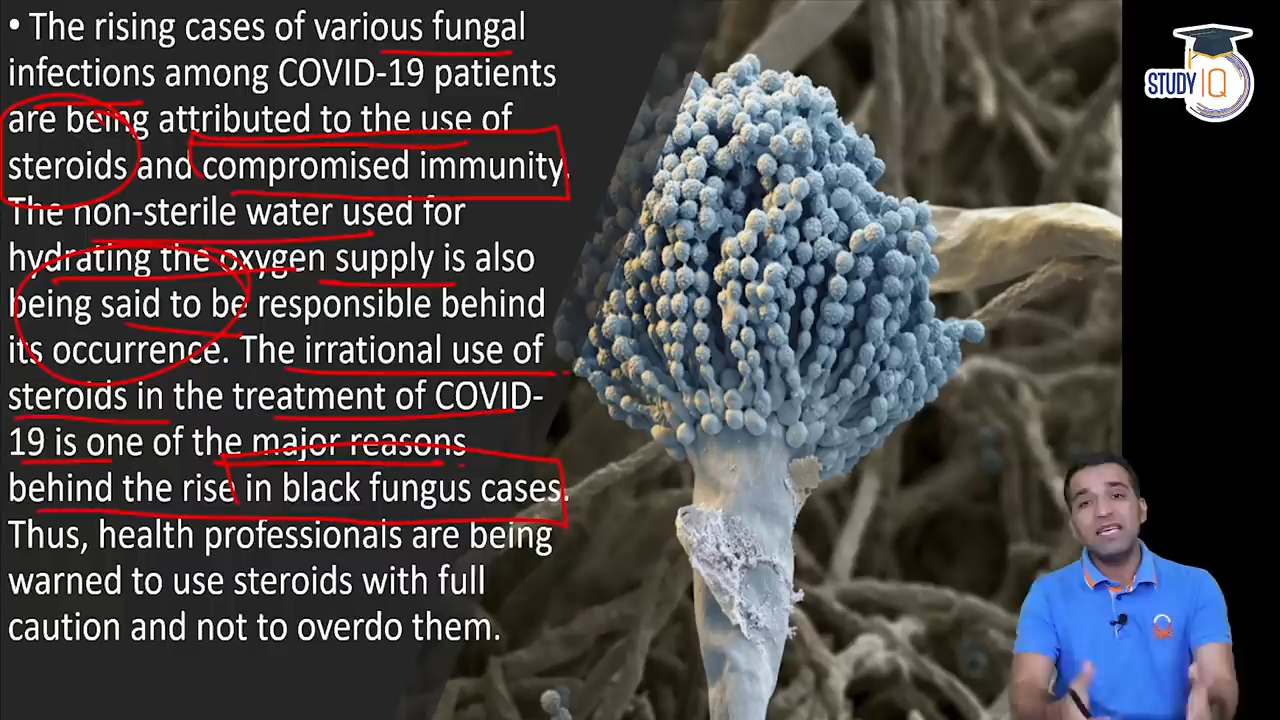 • The rising cases of various fungal
infections among COVID-19 patients
are being attributed to the use of
steroids and compromised immunity.
The non-sterile water used for
hydrating the oxygen supply is also
being said to be responsible behind
its occurrence. The irrational use of
steroids in the treatment of COVID-
19 is one of the major reasons
behind the rise in black fungus cases.
Thus, health professionals are being
warned to use steroids with full
caution and not to overdo them.
STUDY IQ